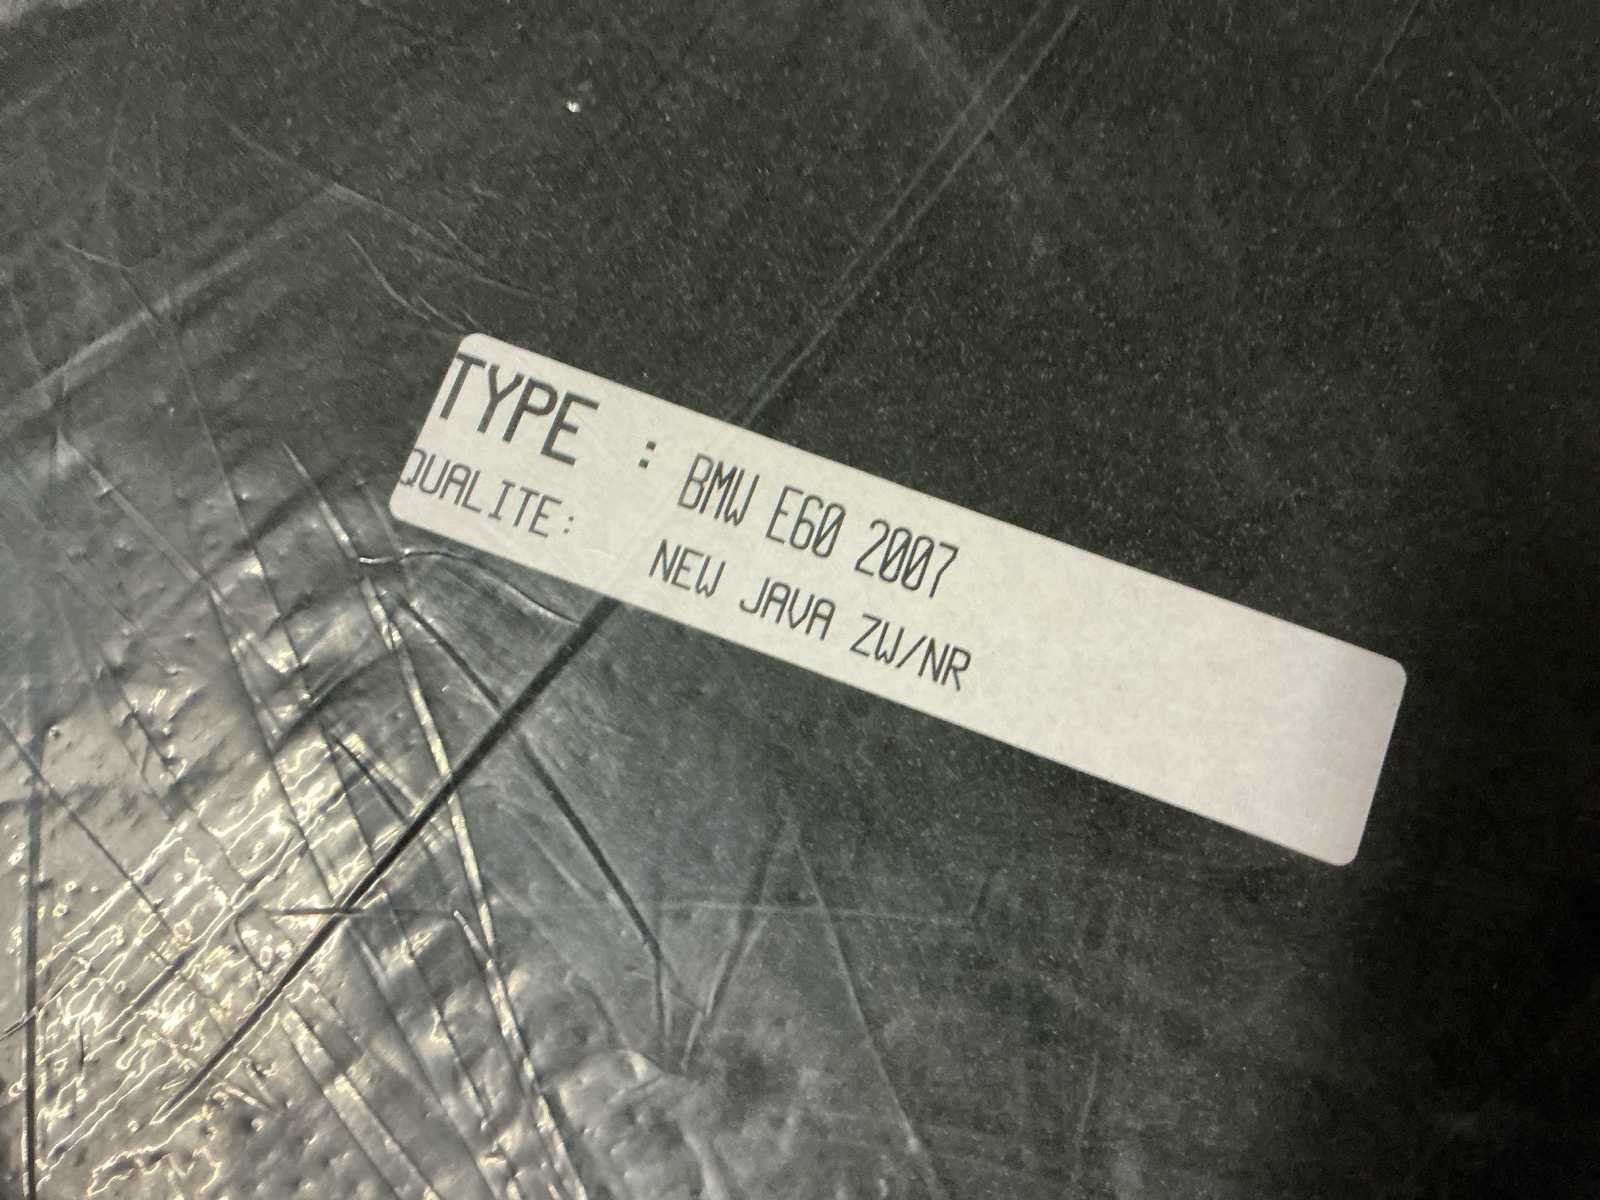 TYPE : BMW E60 2007
QUALITE: NEW JAVA ZW/NR